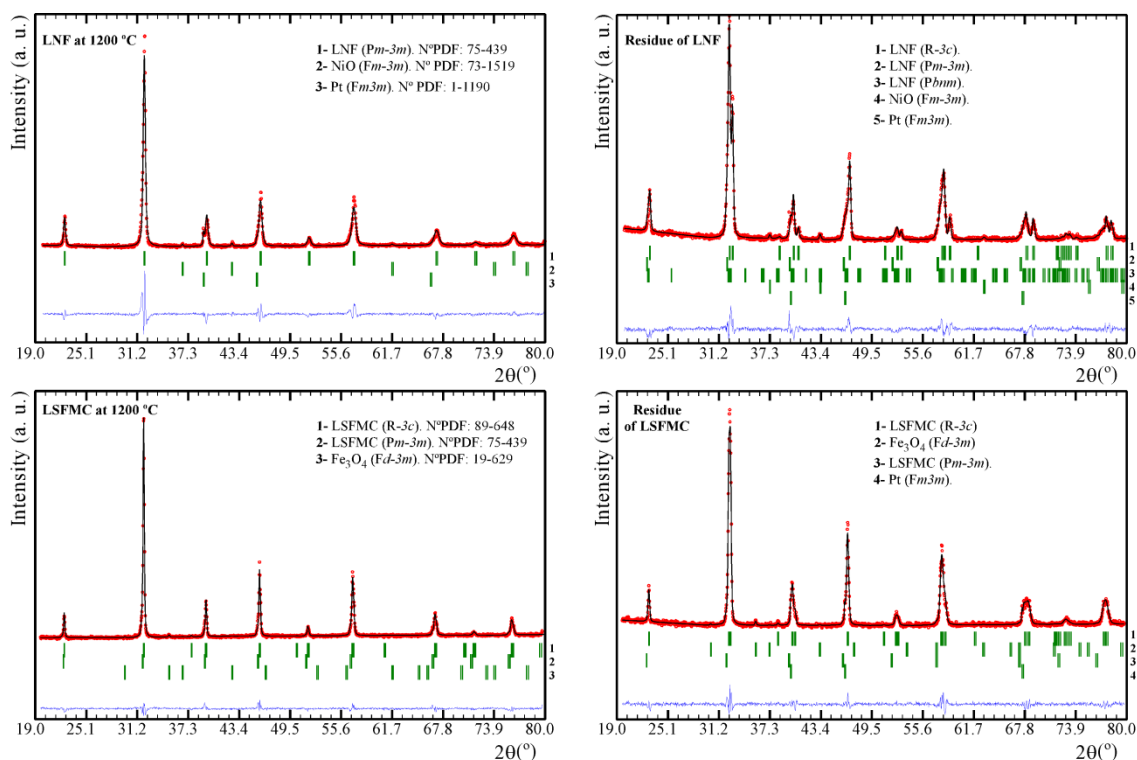 Intensity (a. u.)
LNF at 1200 ºC
1- LNF (Pm-3m). NºPDF: 75-439
2- NiO (Fm-3m). Nº PDF: 73-1519
3- Pt (Fm3m). Nº PDF: 1-1190
1
2
3
19.0 25.1 31.2 37.3 43.4 49.5 55.6 61.7 67.8 73.9 80.0
2θ(º)
Intensity (a. u.)
Residue of LNF
1- LNF (R-3c).
2- LNF (Pm-3m).
3- LNF (Pbnm).
4- NiO (Fm-3m).
5- Pt (Fm3m).
1
2
3
4
5
19.0 25.1 31.2 37.3 43.4 49.5 55.6 61.7 67.8 73.9 80.0
2θ(º)
Intensity (a. u.)
LSFMC at 1200 ºC
1- LSFMC (R-3c). NºPDF: 89-648
2- LSFMC (Pm-3m). NºPDF: 75-439
3- Fe₃O₄ (Fd-3m). NºPDF: 19-629
1
2
3
19.0 25.1 31.2 37.3 43.4 49.5 55.6 61.7 67.8 73.9 80.0
2θ(º)
Intensity (a. u.)
Residue
of LSFMC
1- LSFMC (R-3c)
2- Fe₃O₄ (Fd-3m)
3- LSFMC (Pm-3m).
4- Pt (Fm3m).
1
2
3
4
19.0 25.1 31.2 37.3 43.4 49.5 55.6 61.7 67.8 73.9 80.0
2θ(º)